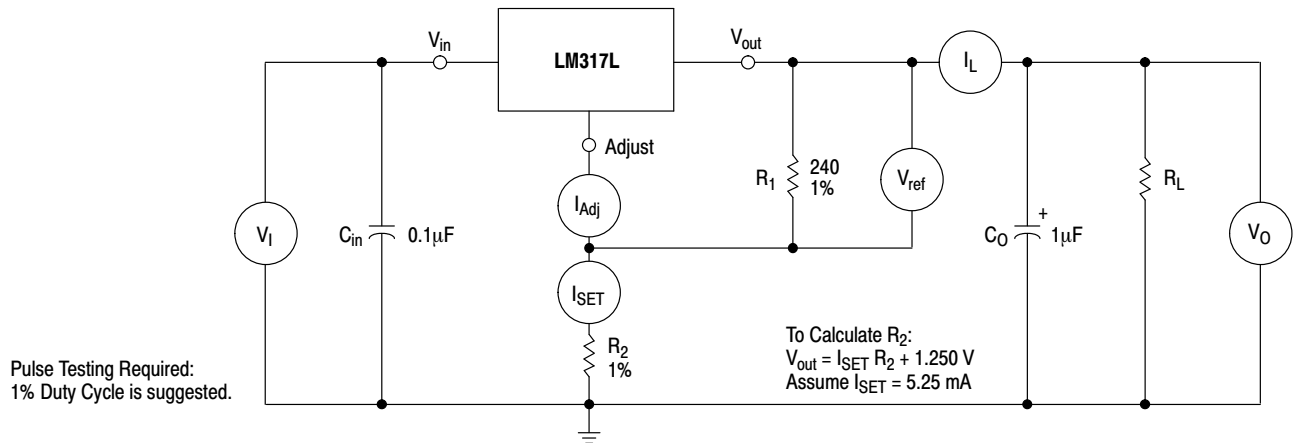 V_in
LM317L
V_out
I_L
Adjust
R_1
240
1%
V_ref
R_L
I_Adj
V_I
C_in
0.1μF
C_O
+
1μF
V_O
I_SET
R_2
1%
To Calculate R_2:
V_out = I_SET R_2 + 1.250 V
Assume I_SET = 5.25 mA
Pulse Testing Required:
1% Duty Cycle is suggested.